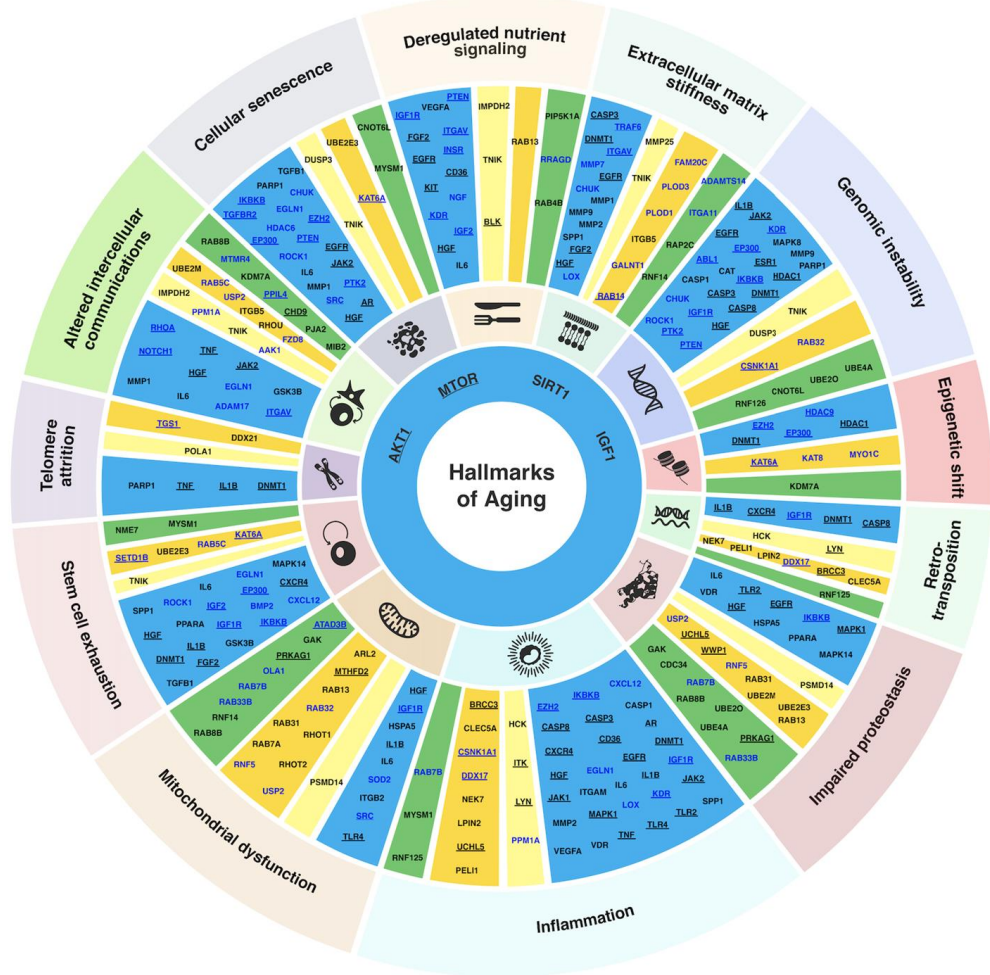 Hallmarks
of Aging
MTOR
SIRT1
IGF1
AKT1
Deregulated nutrient
signaling
PTEN
VEGFA
IGF1R
FGF2
ITGAV
INSR
EGFR
CD36
KIT
NGF
KDR
IGF2
HGF
IL6
IMPDH2
TNIK
BLK
RAB13
PIP5K1A
RRAGD
RAB4B
Extracellular matrix
stiffness
CASP3
TRAF6
DNMT1
ITGAV
MMP7
EGFR
CHUK
MMP1
MMP9
MMP2
SPP1
FGF2
HGF
LOX
MMP25
TNIK
FAM20C
PLOD3
PLOD1
ITGB5
GALNT1
RAB14
ADAMTS14
ITGA11
RAP2C
RNF14
Genomic instability
IL1B
JAK2
EGFR
KDR
EP300
MAPK8
MMP9
ABL1
ESR1
PARP1
CASP1
CAT
IKBKB
HDAC1
CHUK
CASP3
DNMT1
IGF1R
CASP8
ROCK1
HGF
PTK2
PTEN
TNIK
DUSP3
RAB32
CSNK1A1
UBE4A
UBE2O
CNOT6L
RNF126
Epigenetic shift
HDAC9
EZH2
HDAC1
EP300
DNMT1
KAT6A
KAT8
MYO1C
KDM7A
Retro-
transposition
IL1B
CXCR4
IGF1R
DNMT1
CASP8
HCK
LYN
NEK7
PELI1
LPIN2
DDX17
BRCC3
CLEC5A
RNF125
Impaired proteostasis
IL6
VDR
TLR2
HGF
EGFR
HSPA5
IKBKB
MAPK1
PPARA
MAPK14
PSMD14
USP2
UCHL5
WWP1
RNF5
RAB31
UBE2M
UBE2E3
RAB13
GAK
CDC34
RAB7B
RAB8B
UBE2O
UBE4A
PRKAG1
RAB33B
Inflammation
CXCL12
IKBKB
EZH2
CASP1
CASP3
CASP8
AR
CD36
DNMT1
CXCR4
EGFR
IGF1R
EGLN1
HGF
IL1B
JAK2
ITGAM
IL6
JAK1
KDR
LOX
SPP1
MAPK1
TLR2
MMP2
TLR4
TNF
VDR
VEGFA
HCK
ITK
LYN
PPM1A
BRCC3
CLEC5A
CSNK1A1
DDX17
NEK7
LPIN2
UCHL5
PELI1
RAB7B
MYSM1
RNF125
Mitochondrial dysfunction
HGF
IGF1R
HSPA5
IL1B
IL6
SOD2
ITGB2
SRC
TLR4
PSMD14
ARL2
MTHFD2
RAB13
RAB32
RAB31
RHOT1
RAB7A
RHOT2
RNF5
USP2
ATAD3B
GAK
PRKAG1
OLA1
RAB7B
RAB33B
RNF14
RAB8B
Stem cell exhaustion
MAPK14
EGLN1
CXCR4
IL6
EP300
CXCL12
ROCK1
IGF2
BMP2
SPP1
PPARA
IGF1R
IKBKB
HGF
IL1B
GSK3B
DNMT1
FGF2
TGFB1
TNIK
SETD1B
UBE2E3
RAB5C
KAT6A
NME7
MYSM1
Telomere
attrition
PARP1
TNF
IL1B
DNMT1
POLA1
TGS1
DDX21
Altered intercellular
communications
RHOA
NOTCH1
TNF
JAK2
HGF
MMP1
EGLN1
GSK3B
IL6
ADAM17
ITGAV
IMPDH2
PPM1A
TNIK
AAK1
UBE2M
RAB5C
USP2
ITGB5
RHOU
FZD8
RAB8B
MTMR4
KDM7A
PPIL4
CHD9
PJA2
MIB2
Cellular senescence
TGFB1
PARP1
CHUK
IKBKB
EGLN1
TGFBR2
EZH2
HDAC6
PTEN
EP300
EGFR
ROCK1
JAK2
IL6
PTK2
MMP1
SRC
AR
HGF
DUSP3
TNIK
UBE2E3
KAT6A
CNOT6L
MYSM1